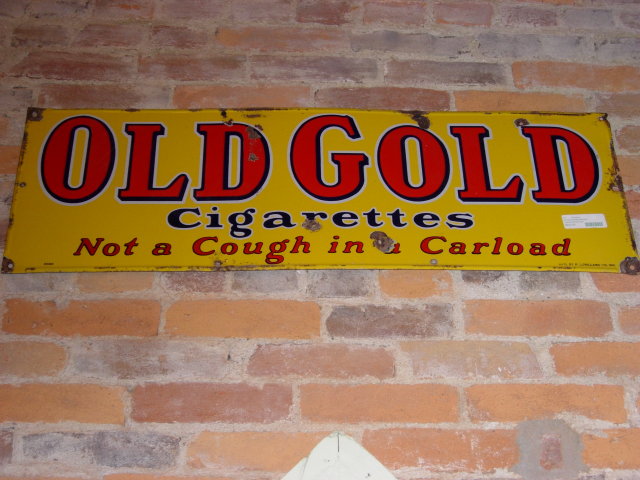 OLD GOLD
Cigarettes
Not a Cough in a Carload